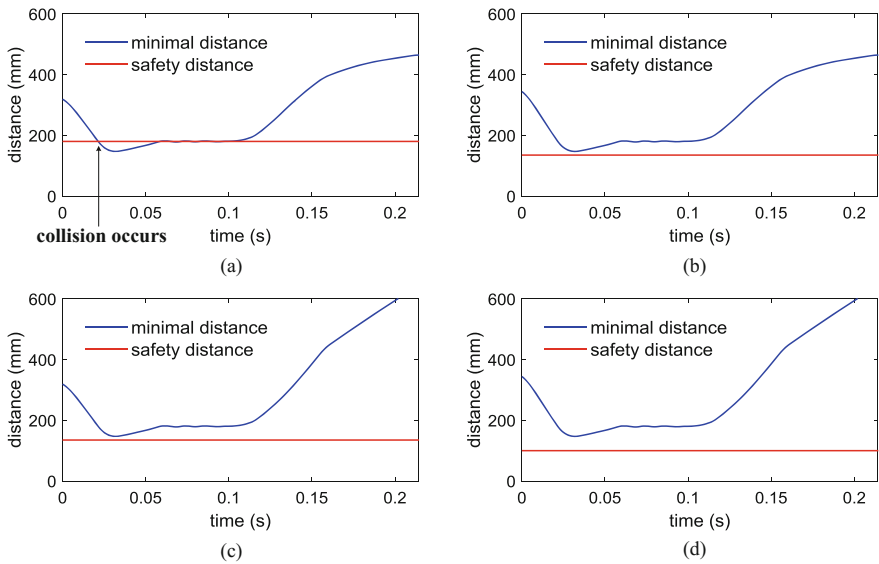 600
400
200
0
distance (mm)
minimal distance
safety distance
0
0.05
0.1
0.15
0.2
collision occurs
time (s)
(a)
600
400
200
0
distance (mm)
minimal distance
safety distance
0
0.05
0.1
0.15
0.2
time (s)
(b)
600
400
200
0
distance (mm)
minimal distance
safety distance
0
0.05
0.1
0.15
0.2
time (s)
(c)
600
400
200
0
distance (mm)
minimal distance
safety distance
0
0.05
0.1
0.15
0.2
time (s)
(d)